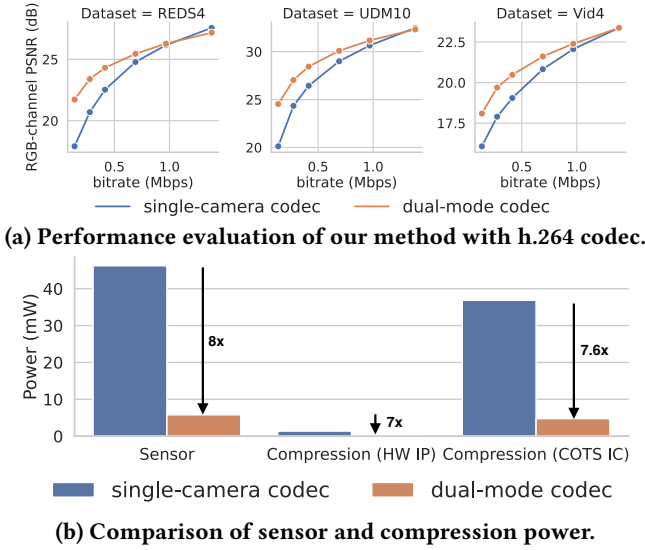 Dataset = REDS4
Dataset = UDM10
Dataset = Vid4
RGB-channel PSNR (dB)
25
20
30
25
20
22.5
20.0
17.5
0.5 1.0
0.5 1.0
0.5 1.0
bitrate (Mbps)
bitrate (Mbps)
bitrate (Mbps)
single-camera codec
dual-mode codec
(a) Performance evaluation of our method with h.264 codec.
Power (mW)
40
30
20
10
0
8x
7x
7.6x
Sensor
Compression (HW IP)
Compression (COTS IC)
single-camera codec
dual-mode codec
(b) Comparison of sensor and compression power.